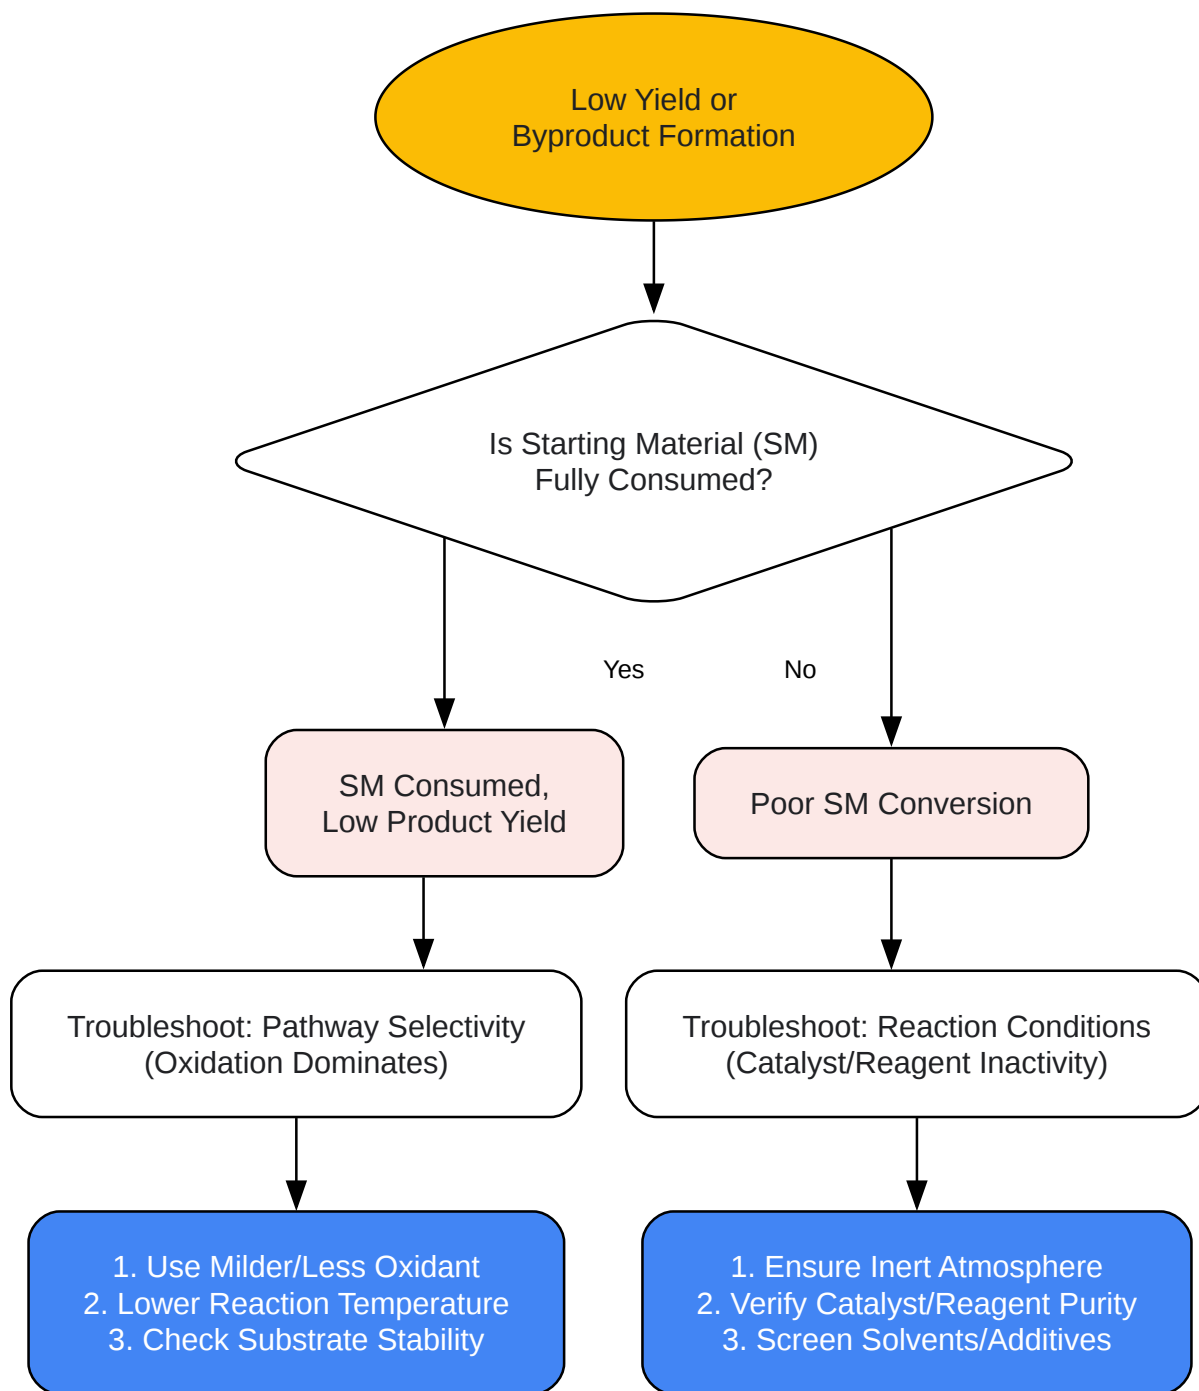 Low Yield or
Byproduct Formation
Is Starting Material (SM)
Fully Consumed?
Yes
No
SM Consumed,
Low Product Yield
Poor SM Conversion
Troubleshoot: Pathway Selectivity
(Oxidation Dominates)
Troubleshoot: Reaction Conditions
(Catalyst/Reagent Inactivity)
1. Use Milder/Less Oxidant
2. Lower Reaction Temperature
3. Check Substrate Stability
1. Ensure Inert Atmosphere
2. Verify Catalyst/Reagent Purity
3. Screen Solvents/Additives